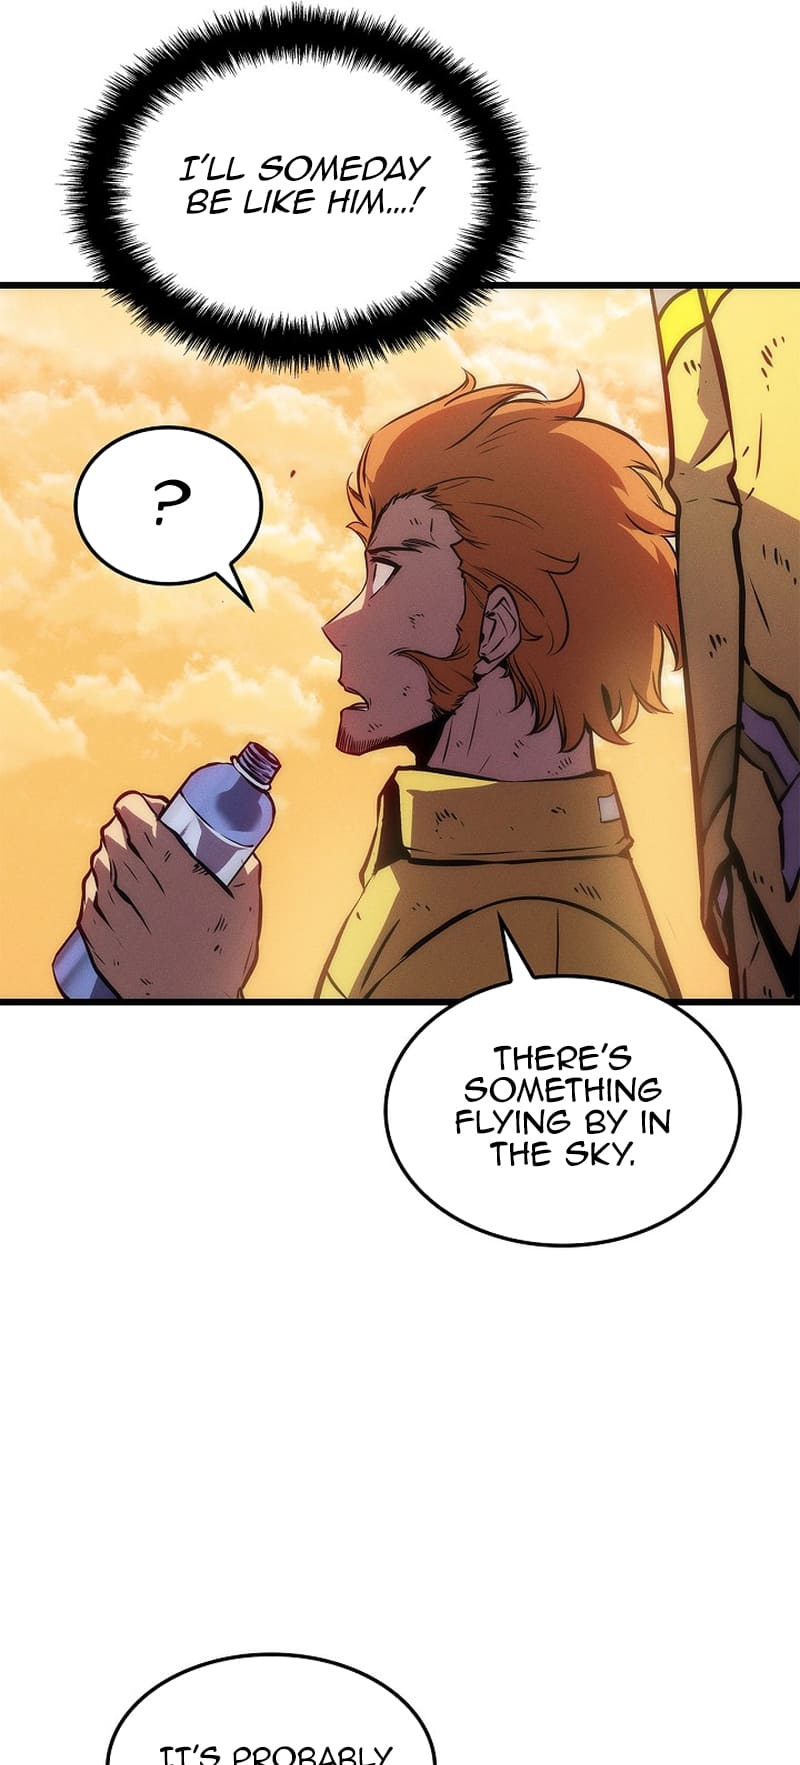 I'LL SOMEDAY
BE LIKE HIM...!
?
THERE'S
SOMETHING
FLYING BY IN
THE SKY.
IT'S PROBABLY